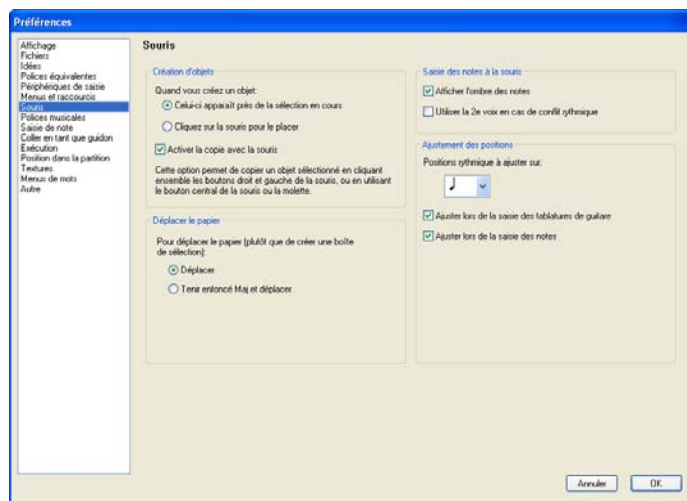 Préférences
Affichage
Fichiers
Idées
Polices équivalentes
Périphériques de saisie
Menus et raccourcis
Souris
Polices musicales
Saisie de note
Coller en tant que guidon
Exécution
Position dans la partition
Textures
Menus de mots
Autre
Souris
Création d'objets
Quand vous créez un objet:
Celui-ci apparaît près de la sélection en cours
Cliquez sur la souris pour le placer
Activer la copie avec la souris
Cette option permet de copier un objet sélectionné en cliquant
ensemble les boutons droit et gauche de la souris, ou en utilisant
le bouton central de la souris ou la molette.
Déplacer le papier
Pour déplacer le papier (plutôt que de créer une boîte
de sélection):
Déplacer
Tenir enfoncé Maj et déplacer
Saisie des notes à la souris
Afficher l'ombre des notes
Utiliser la 2e voix en cas de conflit rythmique
Ajustement des positions
Positions rythmique à ajuster sur:
Ajuster lors de la saisie des tablatures de guitare
Ajuster lors de la saisie des notes
Annuler
OK